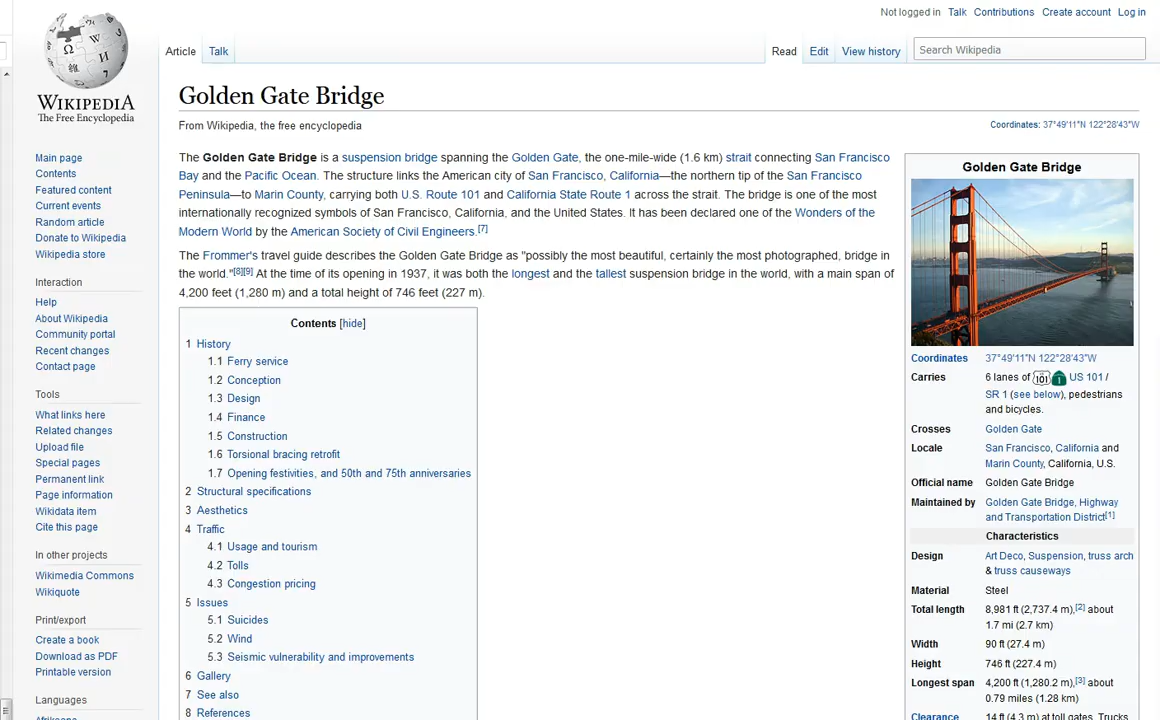 Not logged in Talk Contributions Create account Log in
WIKIPEDIA
The Free Encyclopedia
Article Talk
Read Edit View history Search Wikipedia
Golden Gate Bridge
From Wikipedia, the free encyclopedia
Coordinates: 37°49′11″N 122°28′43″W
Main page
Contents
Featured content
Current events
Random article
Donate to Wikipedia
Wikipedia store
Interaction
Help
About Wikipedia
Community portal
Recent changes
Contact page
Tools
What links here
Related changes
Upload file
Special pages
Permanent link
Page information
Wikidata item
Cite this page
In other projects
Wikimedia Commons
Wikiquote
Print/export
Create a book
Download as PDF
Printable version
Languages
The Golden Gate Bridge is a suspension bridge spanning the Golden Gate, the one-mile-wide (1.6 km) strait connecting San Francisco
Bay and the Pacific Ocean. The structure links the American city of San Francisco, California—the northern tip of the San Francisco
Peninsula—to Marin County, carrying both U.S. Route 101 and California State Route 1 across the strait. The bridge is one of the most
internationally recognized symbols of San Francisco, California, and the United States. It has been declared one of the Wonders of the
Modern World by the American Society of Civil Engineers.[7]
The Frommer's travel guide describes the Golden Gate Bridge as "possibly the most beautiful, certainly the most photographed, bridge in
the world."[8][9] At the time of its opening in 1937, it was both the longest and the tallest suspension bridge in the world, with a main span of
4,200 feet (1,280 m) and a total height of 746 feet (227 m).
Contents [hide]
1 History
1.1 Ferry service
1.2 Conception
1.3 Design
1.4 Finance
1.5 Construction
1.6 Torsional bracing retrofit
1.7 Opening festivities, and 50th and 75th anniversaries
2 Structural specifications
3 Aesthetics
4 Traffic
4.1 Usage and tourism
4.2 Tolls
4.3 Congestion pricing
5 Issues
5.1 Suicides
5.2 Wind
5.3 Seismic vulnerability and improvements
6 Gallery
7 See also
8 References
Golden Gate Bridge
Coordinates 37°49′11″N 122°28′43″W
Carries 6 lanes of 101 1 US 101 /
SR 1 (see below), pedestrians
and bicycles.
Crosses Golden Gate
Locale San Francisco, California and
Marin County, California, U.S.
Official name Golden Gate Bridge
Maintained by Golden Gate Bridge, Highway
and Transportation District[1]
Characteristics
Design Art Deco, Suspension, truss arch
& truss causeways
Material Steel
Total length 8,981 ft (2,737.4 m),[2] about
1.7 mi (2.7 km)
Width 90 ft (27.4 m)
Height 746 ft (227.4 m)
Longest span 4,200 ft (1,280.2 m),[3] about
0.79 miles (1.28 km)
Clearance 14 ft (4.3 m) at toll gates, Trucks